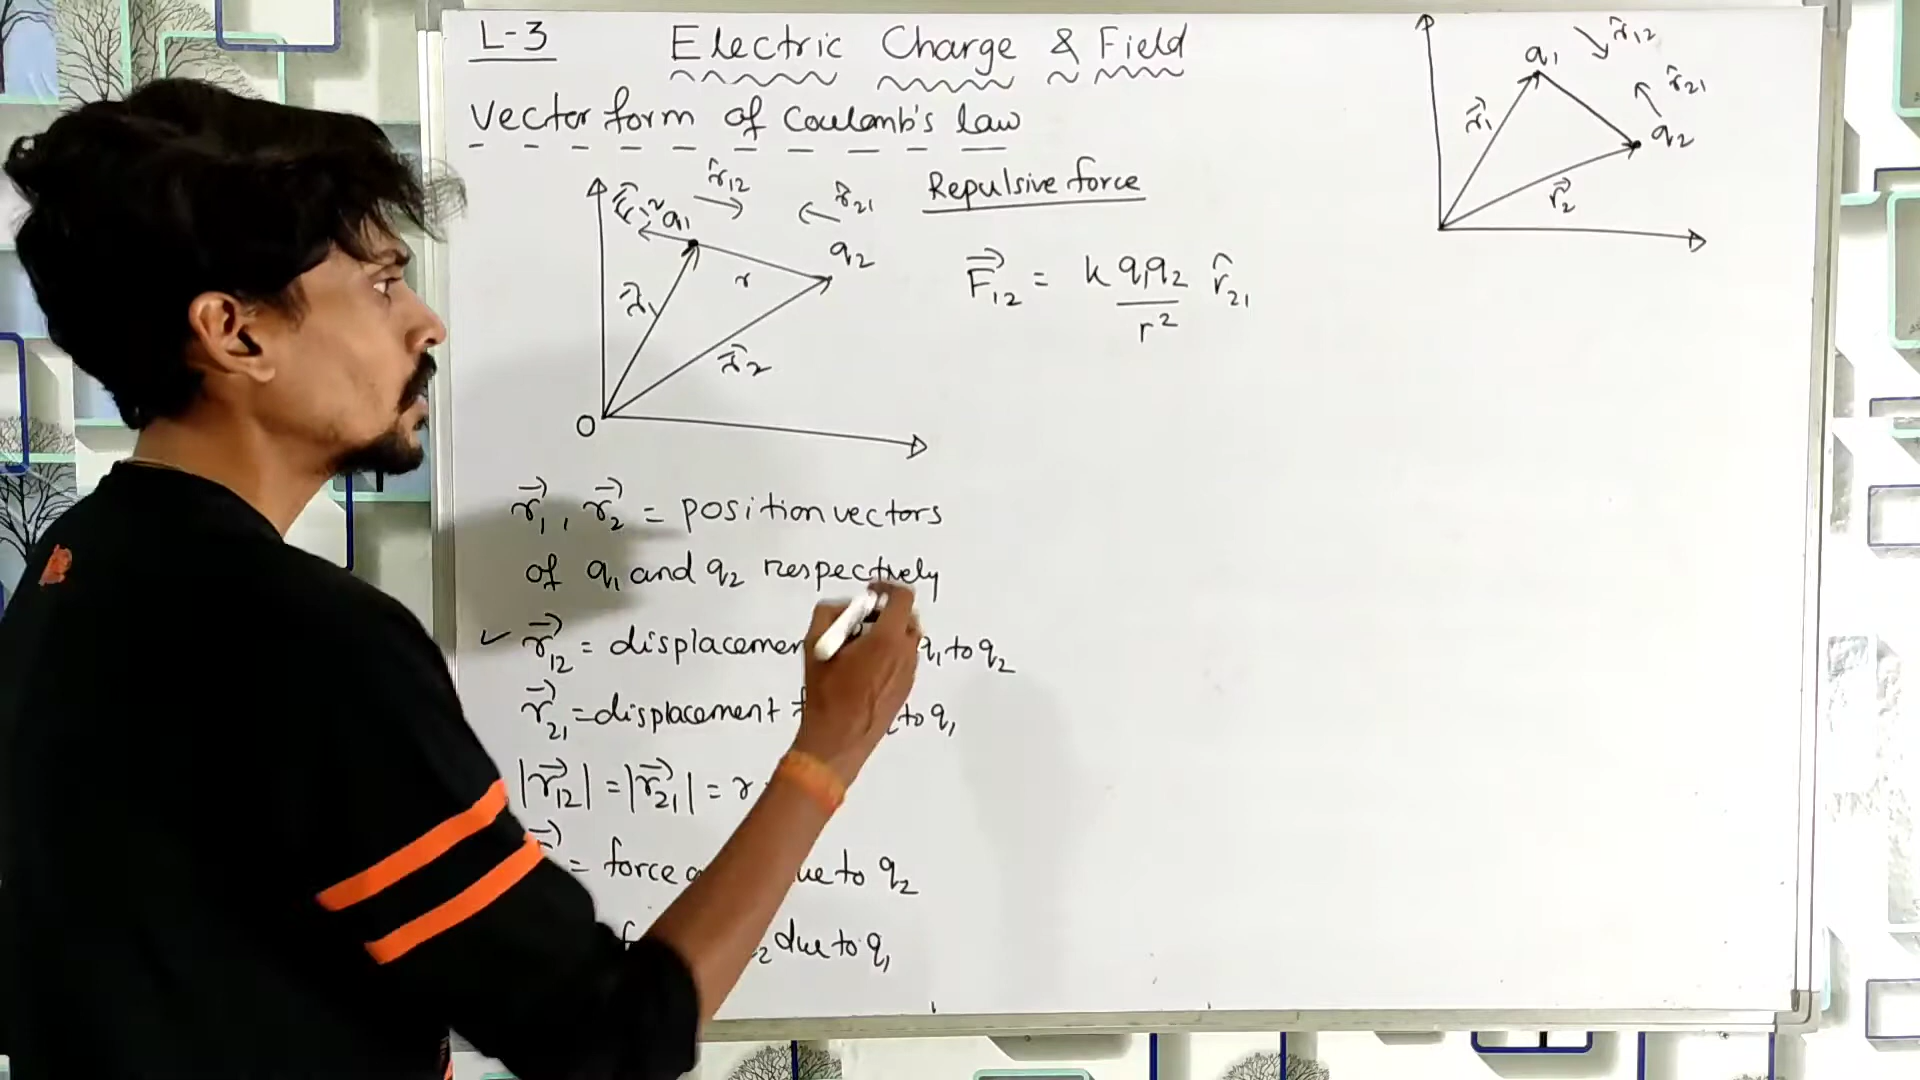 L-3 Electric Charge & Field
Vector form of Coulomb's law
F⃗₁₂ q₁ r̂₁₂ r̂₂₁
q₂
r⃗₁ r
r⃗₂
O
Repulsive force
F⃗₁₂ = k q₁q₂ / r² r̂₂₁
q₁ r̂₁₂
r̂₂₁
r⃗₁ q₂
r⃗₂
r⃗₁, r⃗₂ = position vectors
of q₁ and q₂ respectively
✓ r⃗₁₂ = displacement q₁ to q₂
r⃗₂₁ = displacement to q₁
|r⃗₁₂| = |r⃗₂₁| = r
= force due to q₂
due to q₁